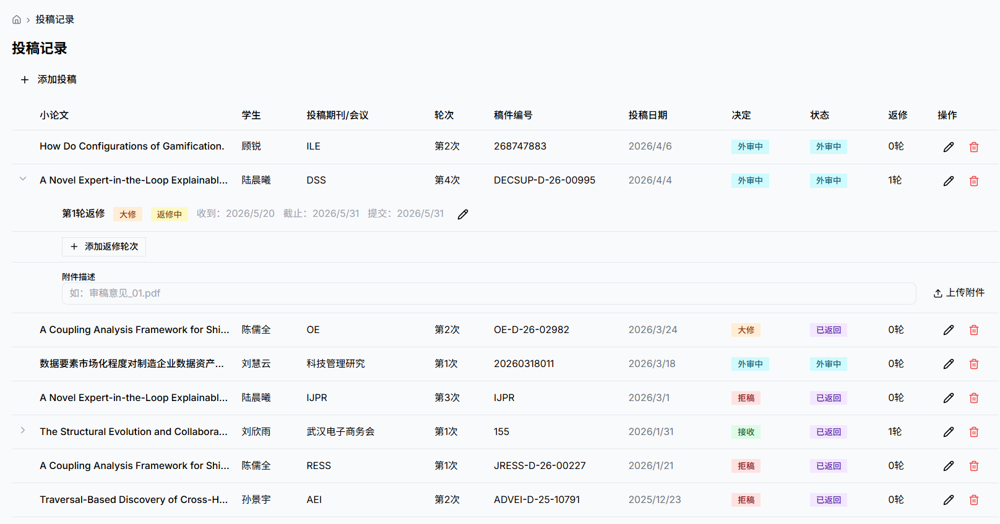 投稿记录
投稿记录
添加投稿
小论文 学生 投稿期刊/会议 轮次 稿件编号 投稿日期 决定 状态 返修 操作
How Do Configurations of Gamification. 顾锐 ILE 第2次 268747883 2026/4/6 外审中 外审中 0轮
A Novel Expert-in-the-Loop Explainabl... 陆晨曦 DSS 第4次 DECSUP-D-26-00995 2026/4/4 外审中 外审中 1轮
第1轮返修 大修 返修中 收到：2026/5/20 截止：2026/5/31 提交：2026/5/31
添加返修轮次
附件描述
如：审稿意见_01.pdf 上传附件
A Coupling Analysis Framework for Shi... 陈儒全 OE 第2次 OE-D-26-02982 2026/3/24 大修 已返回 0轮
数据要素市场化程度对制造企业数据资产... 刘慧云 科技管理研究 第1次 20260318011 2026/3/18 外审中 外审中 0轮
A Novel Expert-in-the-Loop Explainabl... 陆晨曦 IJPR 第3次 IJPR 2026/3/1 拒稿 已返回 0轮
The Structural Evolution and Collabora... 刘欣雨 武汉电子商务会 第1次 155 2026/1/31 接收 已返回 1轮
A Coupling Analysis Framework for Shi... 陈儒全 RESS 第1次 JRESS-D-26-00227 2026/1/21 拒稿 已返回 0轮
Traversal-Based Discovery of Cross-H... 孙景宇 AEI 第2次 ADVEI-D-25-10791 2025/12/23 拒稿 已返回 0轮